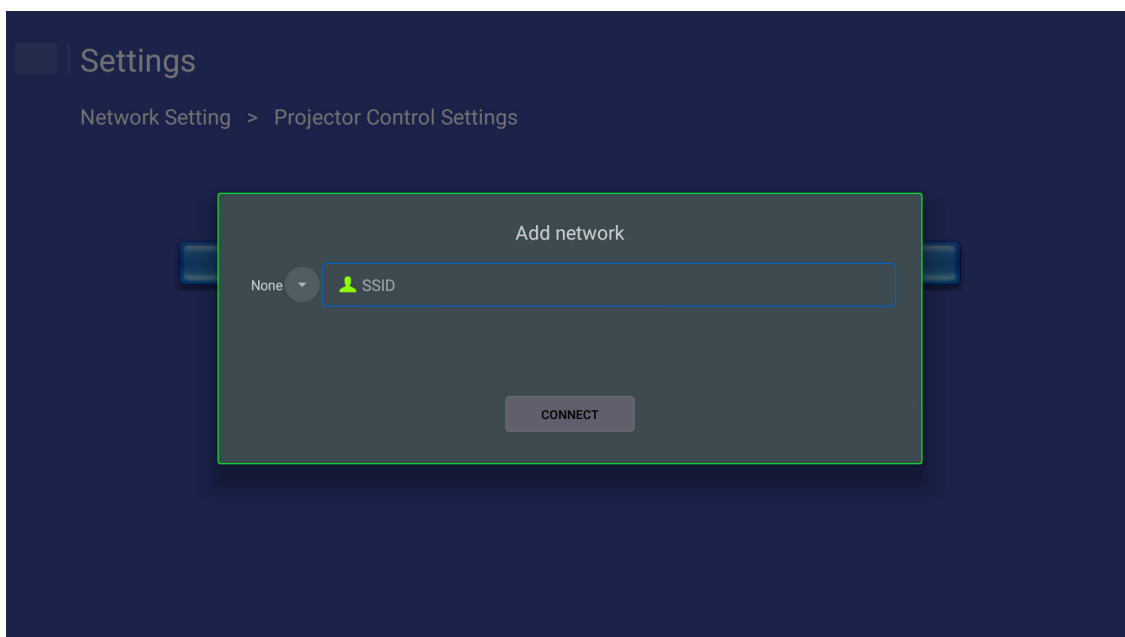 Settings
Network Setting > Projector Control Settings
Add network
None SSID
CONNECT